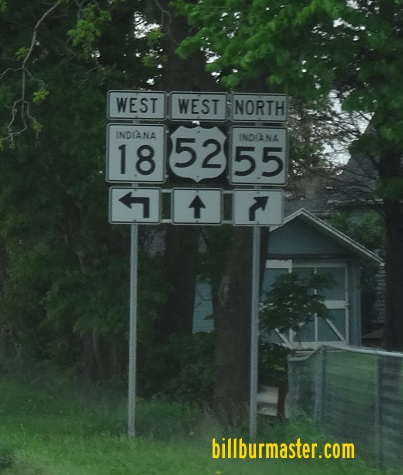 WEST WEST NORTH
INDIANA INDIANA
18 52 55
billburmaster.com